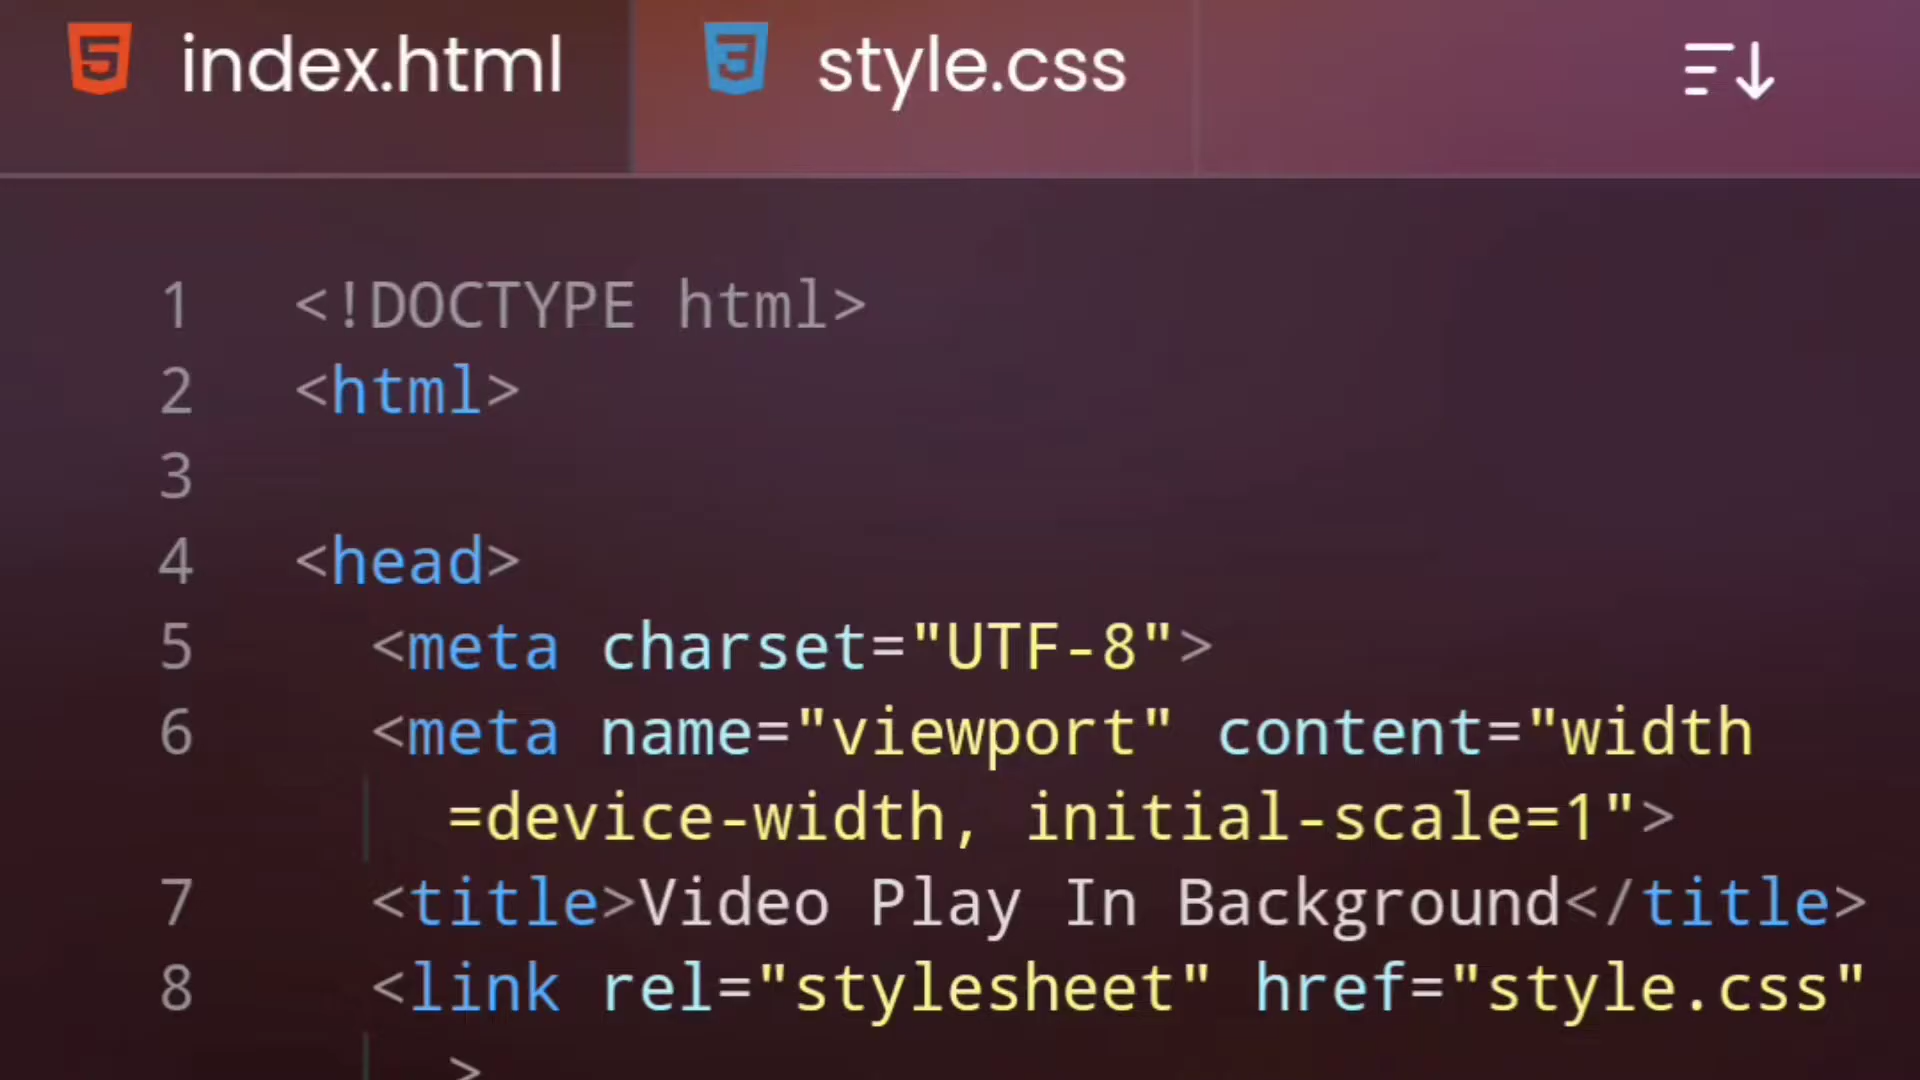 index.html style.css
1 <!DOCTYPE html>
2 <html>
3
4 <head>
5 <meta charset="UTF-8">
6 <meta name="viewport" content="width
=device-width, initial-scale=1">
7 <title>Video Play In Background</title>
8 <link rel="stylesheet" href="style.css"
>